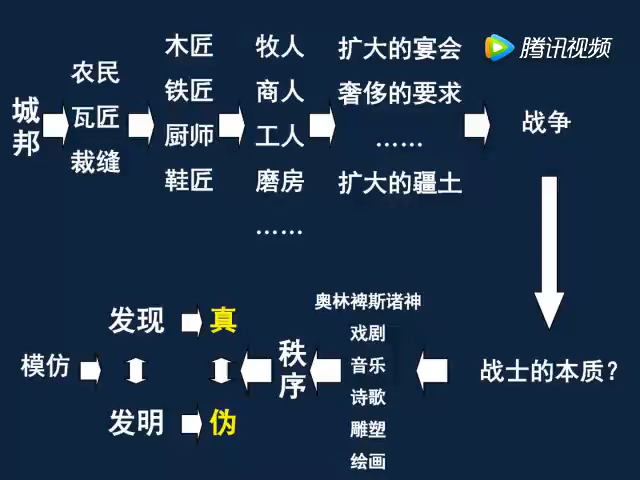 腾讯视频
城邦
农民
瓦匠
裁缝
木匠
铁匠
厨师
鞋匠
牧人
商人
工人
磨房
……
扩大的宴会
奢侈的要求
……
扩大的疆土
战争
战士的本质?
奥林裨斯诸神
戏剧
音乐
诗歌
雕塑
绘画
秩序
模仿
发现
真
发明
伪